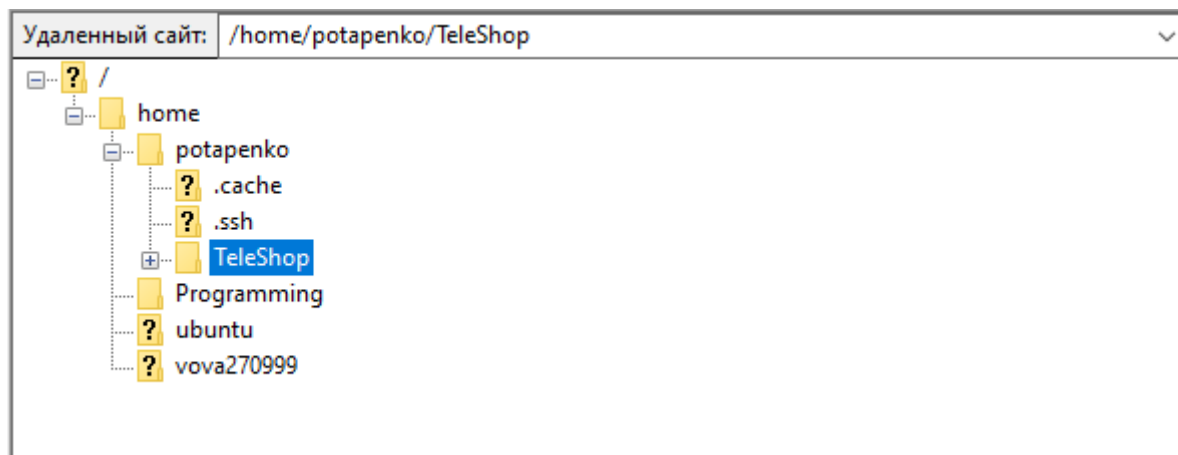 Удаленный сайт: /home/potapenko/TeleShop
/
home
potapenko
.cache
.ssh
TeleShop
Programming
ubuntu
vova270999